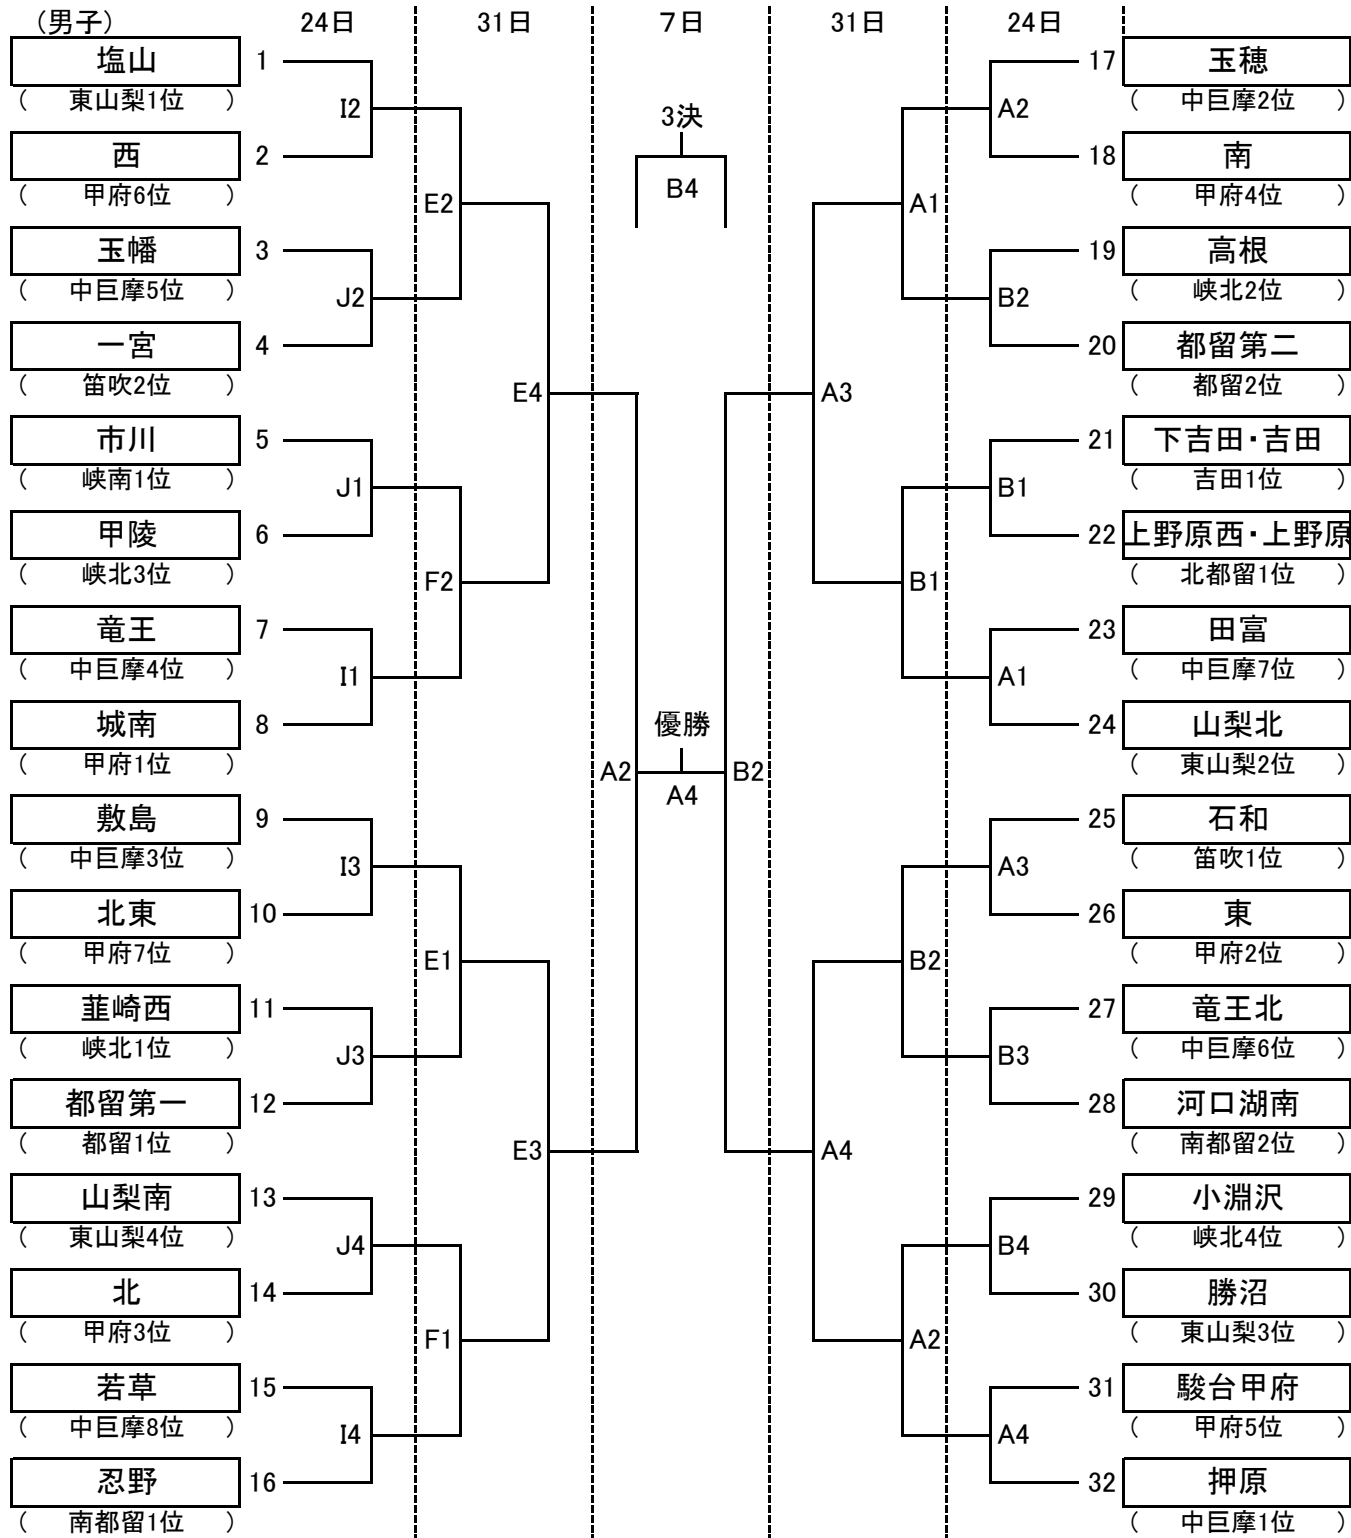 （男子） 24日 31日 7日 31日 24日
塩山 1 17 玉穂
（ 東山梨1位 ） I2 3決 A2 （ 中巨摩2位 ）
西 2 18 南
（ 甲府6位 ） E2 B4 A1 （ 甲府4位 ）
玉幡 3 19 高根
（ 中巨摩5位 ） J2 B2 （ 峡北2位 ）
一宮 4 20 都留第二
（ 笛吹2位 ） E4 A3 （ 都留2位 ）
市川 5 21 下吉田・吉田
（ 峡南1位 ） J1 B1 （ 吉田1位 ）
甲陵 6 22 上野原西・上野原
（ 峡北3位 ） F2 B1 （ 北都留1位 ）
竜王 7 23 田富
（ 中巨摩4位 ） I1 A1 （ 中巨摩7位 ）
城南 8 優勝 24 山梨北
（ 甲府1位 ） A2 A4 B2 （ 東山梨2位 ）
敷島 9 25 石和
（ 中巨摩3位 ） I3 A3 （ 笛吹1位 ）
北東 10 26 東
（ 甲府7位 ） E1 B2 （ 甲府2位 ）
韮崎西 11 27 竜王北
（ 峡北1位 ） J3 B3 （ 中巨摩6位 ）
都留第一 12 28 河口湖南
（ 都留1位 ） E3 A4 （ 南都留2位 ）
山梨南 13 29 小淵沢
（ 東山梨4位 ） J4 B4 （ 峡北4位 ）
北 14 30 勝沼
（ 甲府3位 ） F1 A2 （ 東山梨3位 ）
若草 15 31 駿台甲府
（ 中巨摩8位 ） I4 A4 （ 甲府5位 ）
忍野 16 32 押原
（ 南都留1位 ） （ 中巨摩1位 ）